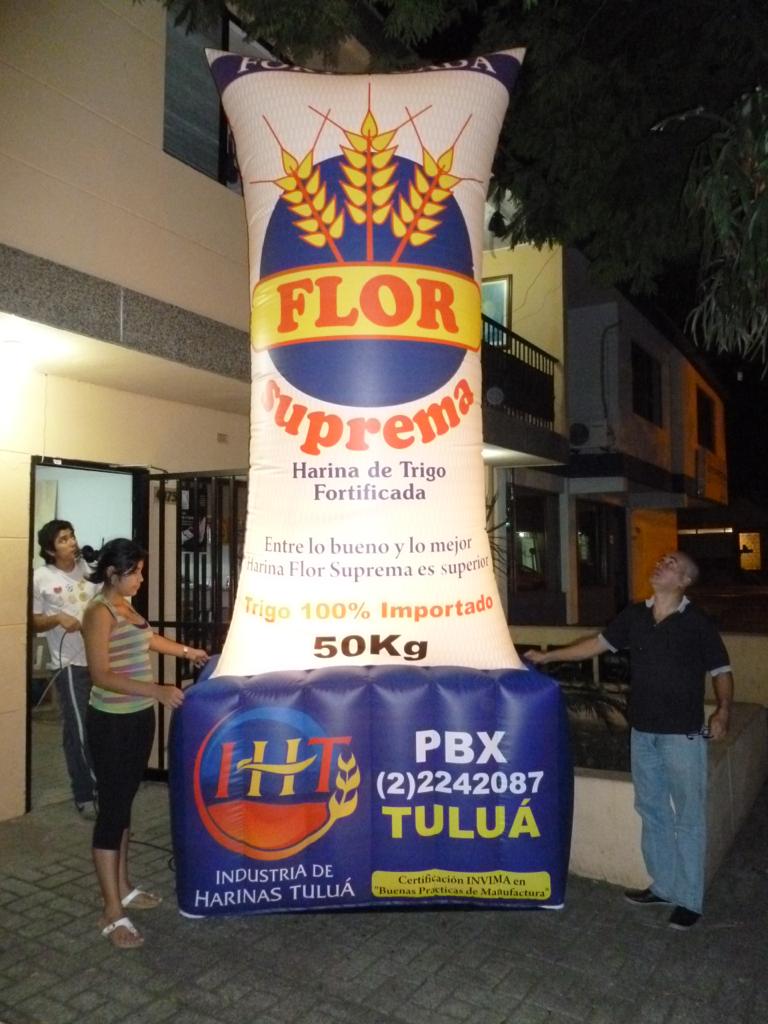 FLOR
suprema
Harina de Trigo
Fortificada
Entre lo bueno y lo mejor
Harina Flor Suprema es superior
Trigo 100% Importado
50Kg
IHT
INDUSTRIA DE
HARINAS TULUÁ
PBX
(2)2242087
TULUÁ
Certificación INVIMA en
"Buenas Practicas de Manufactura"